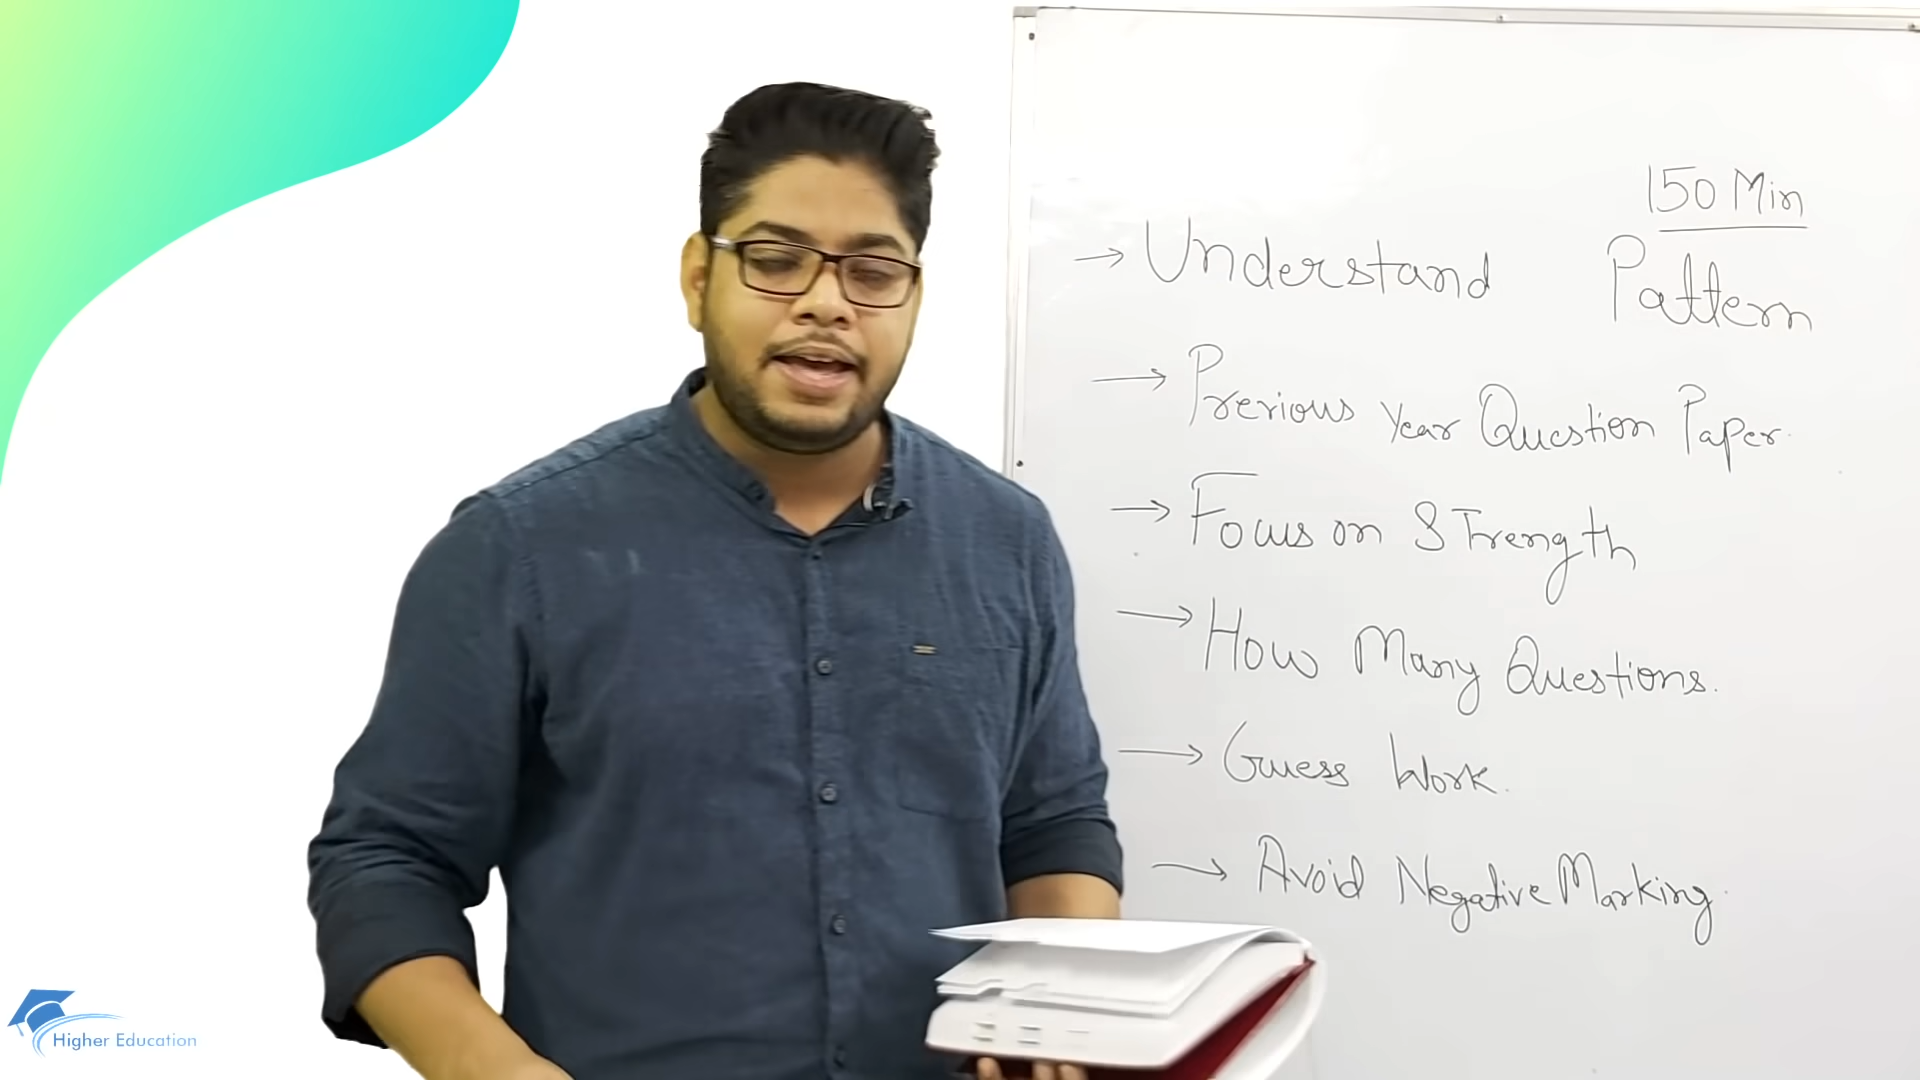 150 Min
→ Understand Pattern
→ Previous Year Question Paper.
→ Focus on STrength
→ How Many Questions.
→ Guess Work.
→ Avoid Negative Marking.
Higher Education